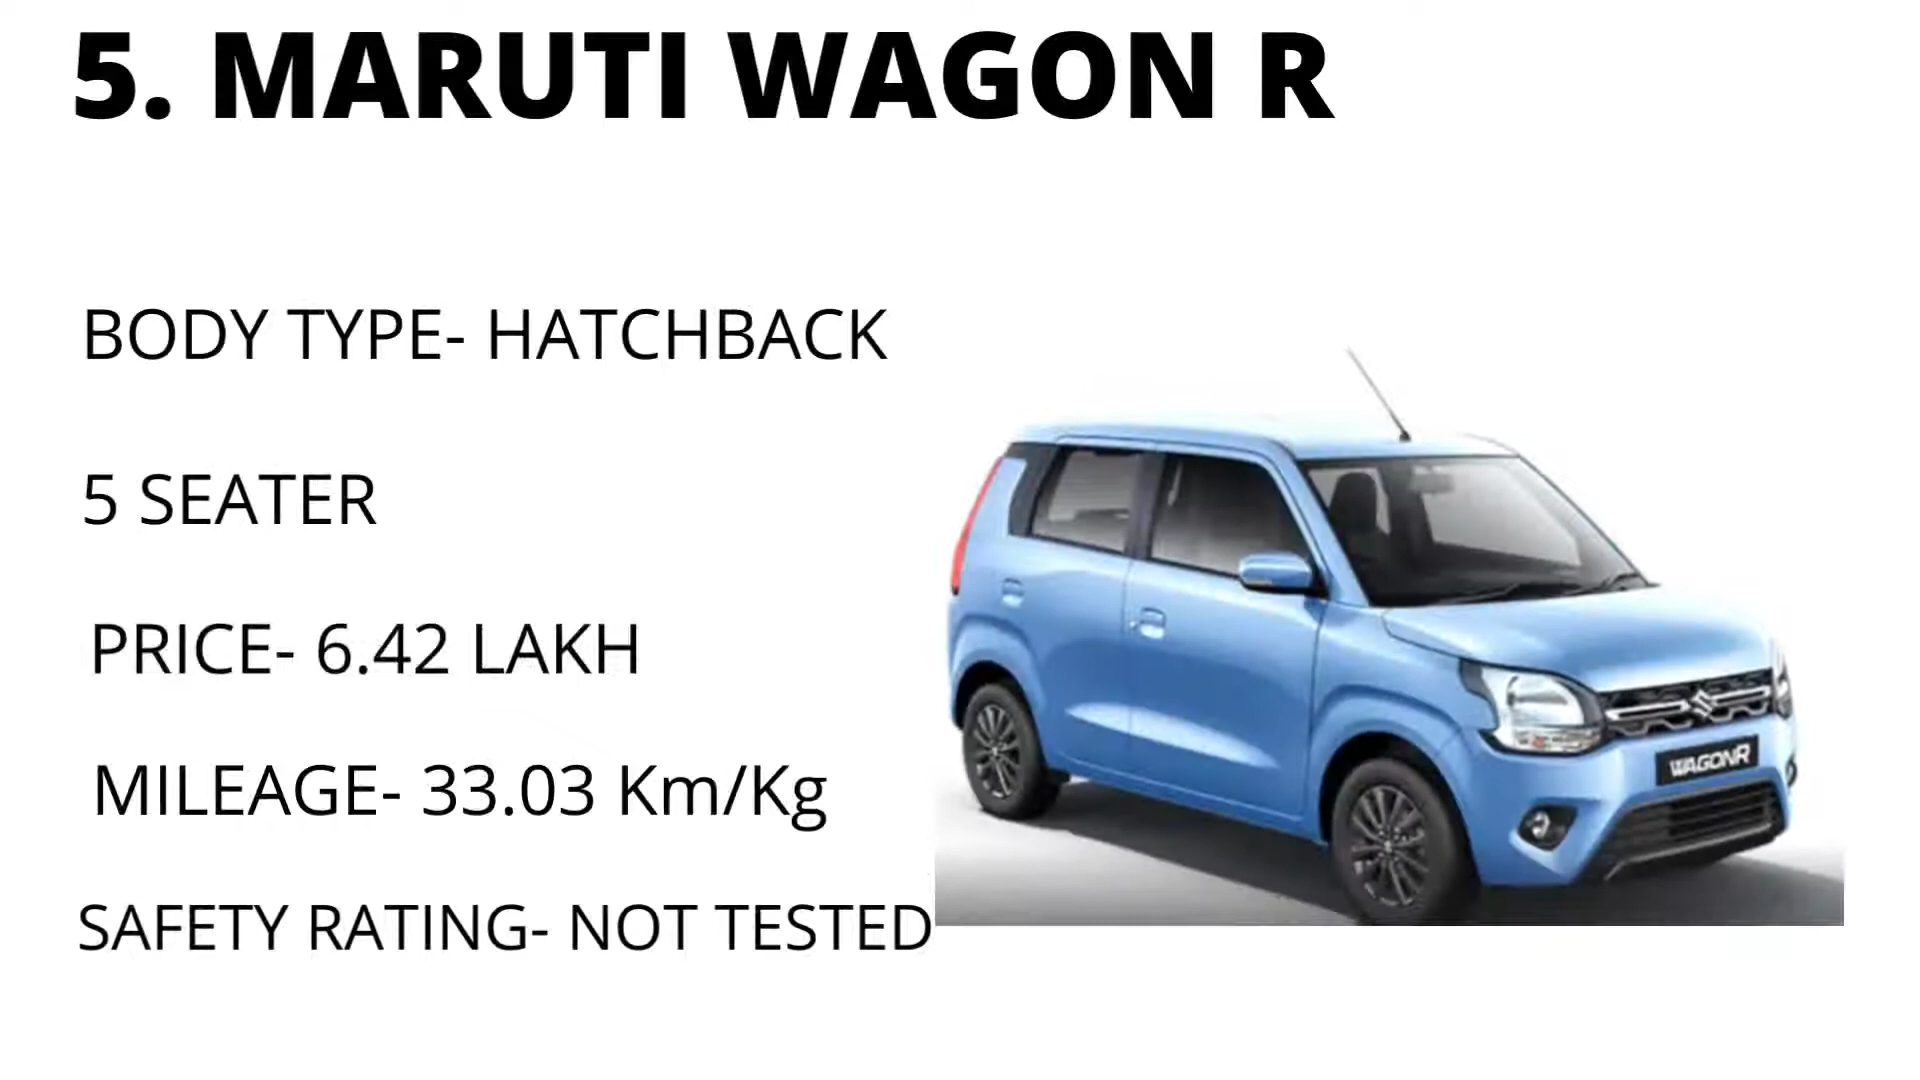 5. MARUTI WAGON R
BODY TYPE- HATCHBACK
5 SEATER
PRICE- 6.42 LAKH
MILEAGE- 33.03 Km/Kg
SAFETY RATING- NOT TESTED
WAGONR